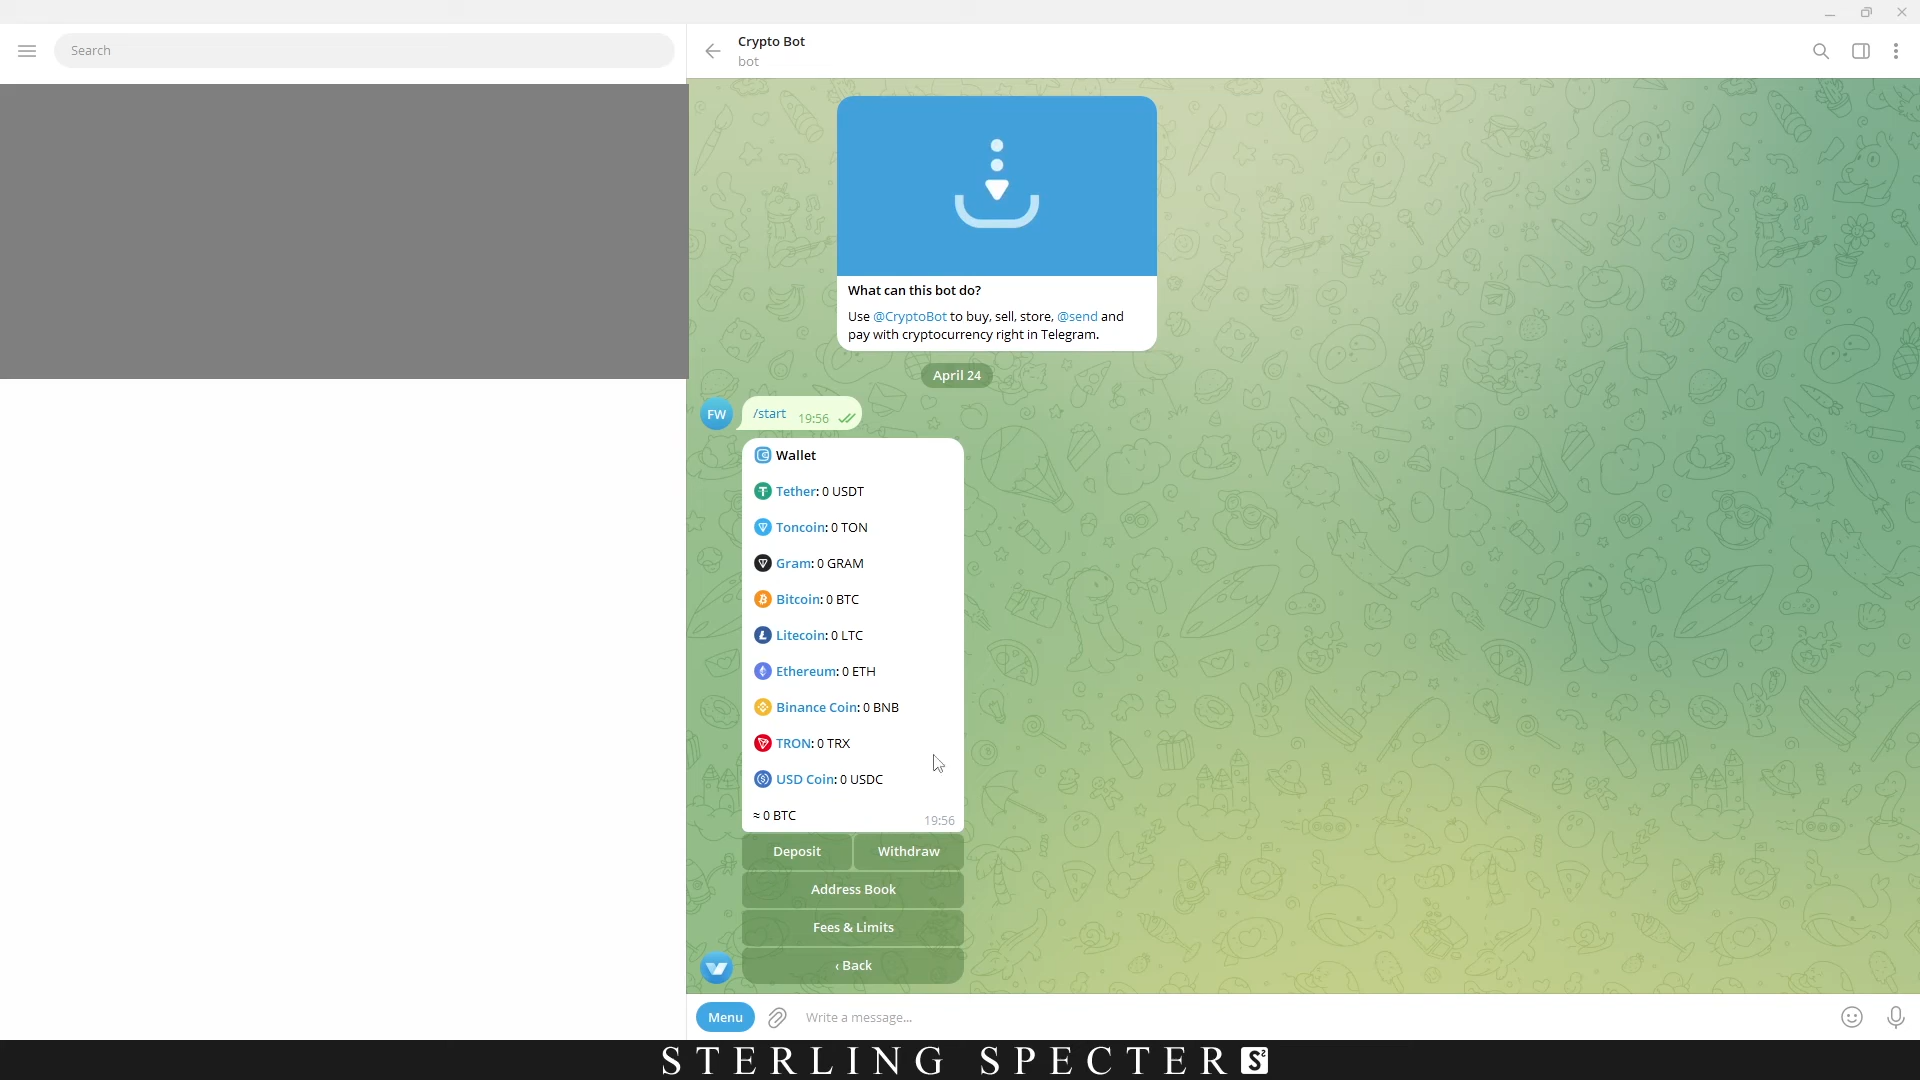 Search
Crypto Bot
bot
What can this bot do?
Use @CryptoBot to buy, sell, store, @send and
pay with cryptocurrency right in Telegram.
April 24
FW
/start 19:56
Wallet
Tether: 0 USDT
Toncoin: 0 TON
Gram: 0 GRAM
Bitcoin: 0 BTC
Litecoin: 0 LTC
Ethereum: 0 ETH
Binance Coin: 0 BNB
TRON: 0 TRX
USD Coin: 0 USDC
≈ 0 BTC
19:56
Deposit
Withdraw
Address Book
Fees & Limits
‹ Back
Menu
Write a message...
STERLING SPECTER S²